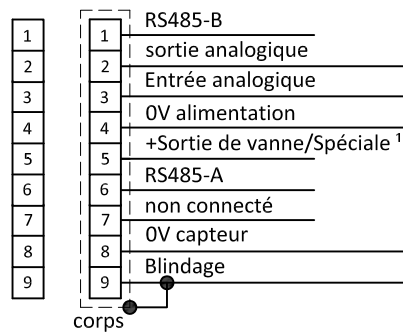 1 1 RS485-B
2 2 sortie analogique
3 3 Entrée analogique
4 4 0V alimentation
5 5 +Sortie de vanne/Spéciale ¹
6 6 RS485-A
7 7 non connecté
8 8 0V capteur
9 9 Blindage
corps